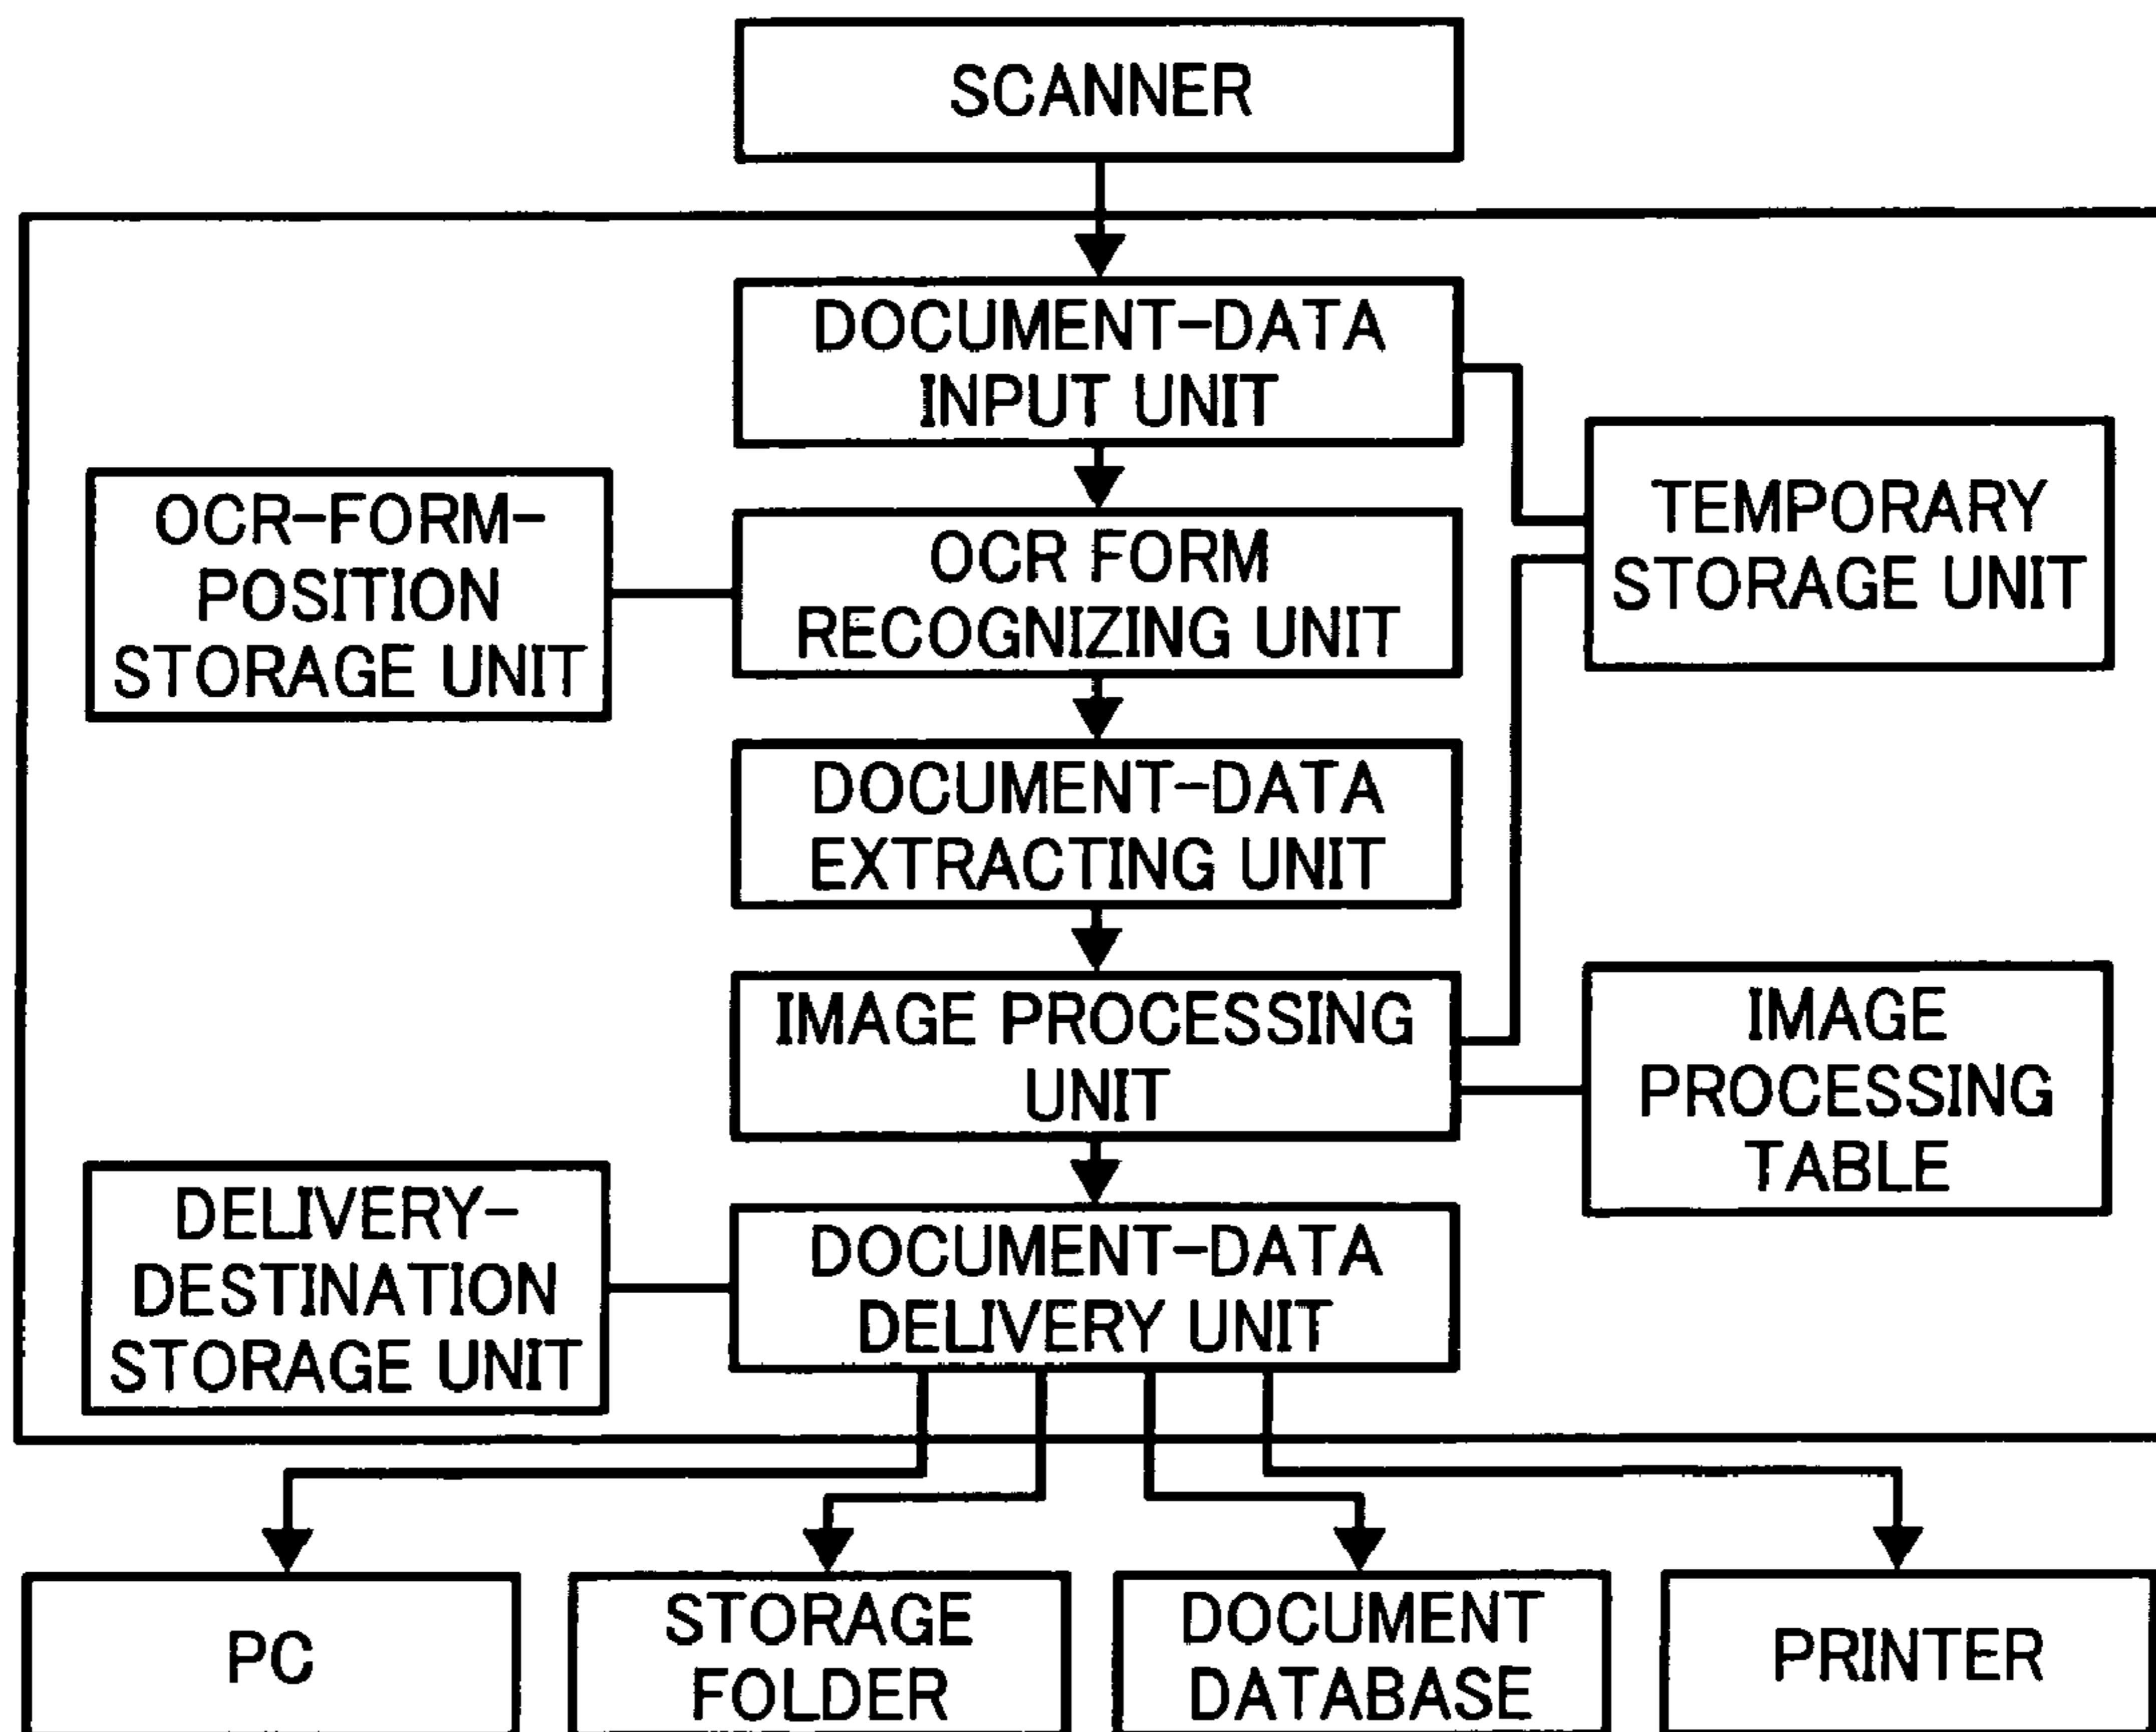 SCANNER
DOCUMENT-DATA
INPUT UNIT
OCR-FORM-
POSITION
STORAGE UNIT
OCR FORM
RECOGNIZING UNIT
TEMPORARY
STORAGE UNIT
DOCUMENT-DATA
EXTRACTING UNIT
IMAGE PROCESSING
UNIT
IMAGE
PROCESSING
TABLE
DELIVERY-
DESTINATION
STORAGE UNIT
DOCUMENT-DATA
DELIVERY UNIT
PC
STORAGE
FOLDER
DOCUMENT
DATABASE
PRINTER